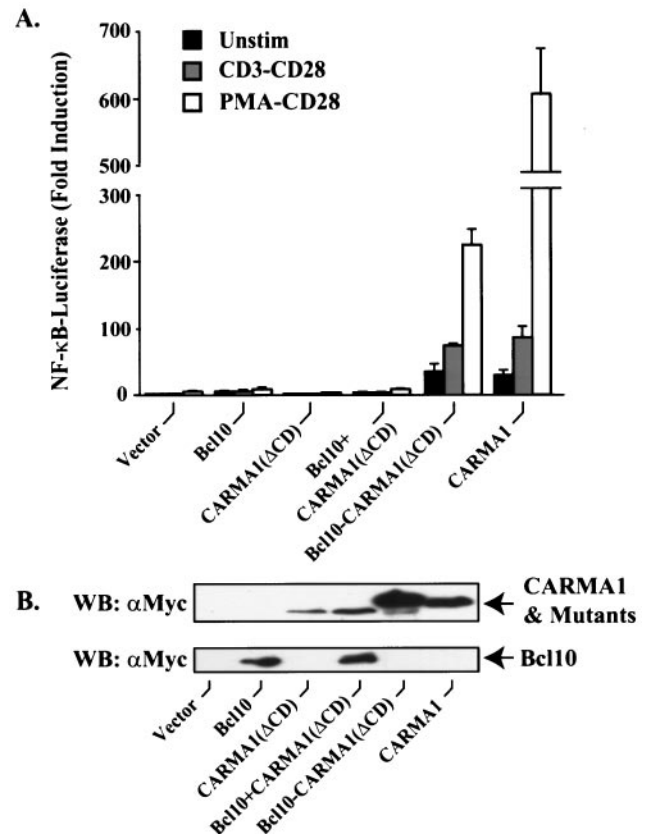 A.
NF-κB-Luciferase (Fold Induction)
700
600
500
300
200
100
0
Unstim
CD3-CD28
PMA-CD28
Vector
Bcl10
CARMA1(ΔCD)
Bcl10+
CARMA1(ΔCD)
Bcl10-CARMA1(ΔCD)
CARMA1
B.
WB: αMyc
CARMA1
& Mutants
WB: αMyc
Bcl10
Vector
Bcl10
CARMA1(ΔCD)
Bcl10+CARMA1(ΔCD)
Bcl10-CARMA1(ΔCD)
CARMA1